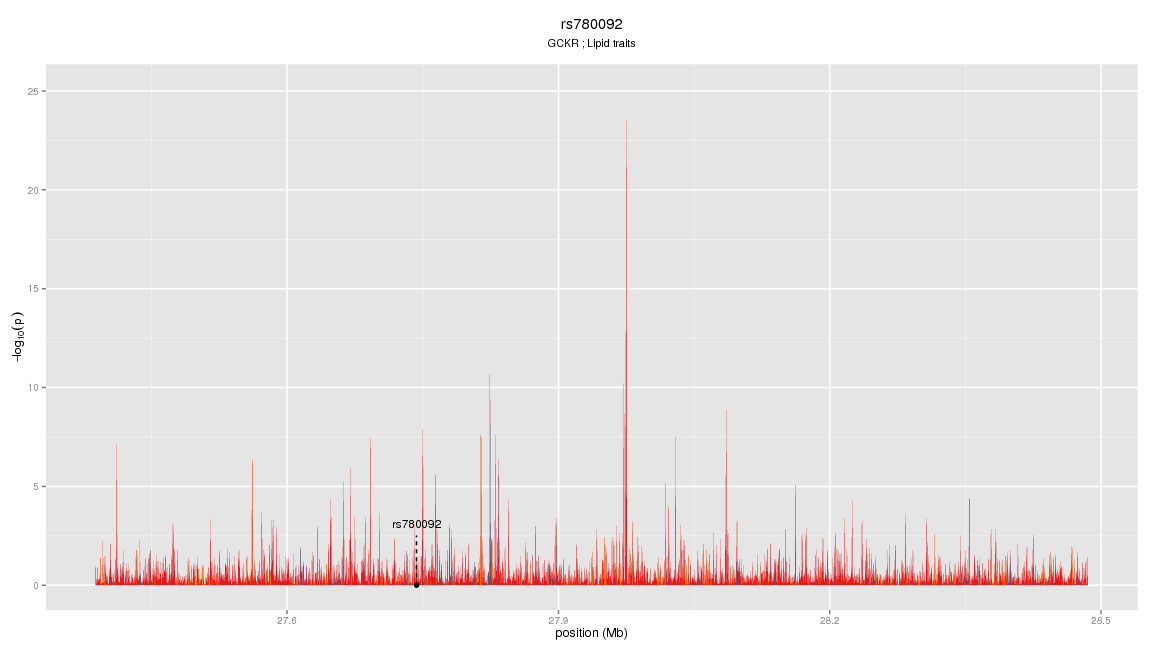 rs780092
GCKR ; Lipid traits
25
20
15
10
5
0
−log10(p)
rs780092
27.6
27.9
28.2
28.5
position (Mb)